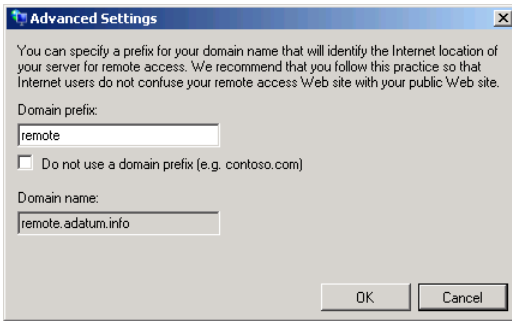 Advanced Settings
You can specify a prefix for your domain name that will identify the Internet location of
your server for remote access. We recommend that you follow this practice so that
Internet users do not confuse your remote access Web site with your public Web site.
Domain prefix:
remote
Do not use a domain prefix (e.g. contoso.com)
Domain name:
remote.adatum.info
OK Cancel